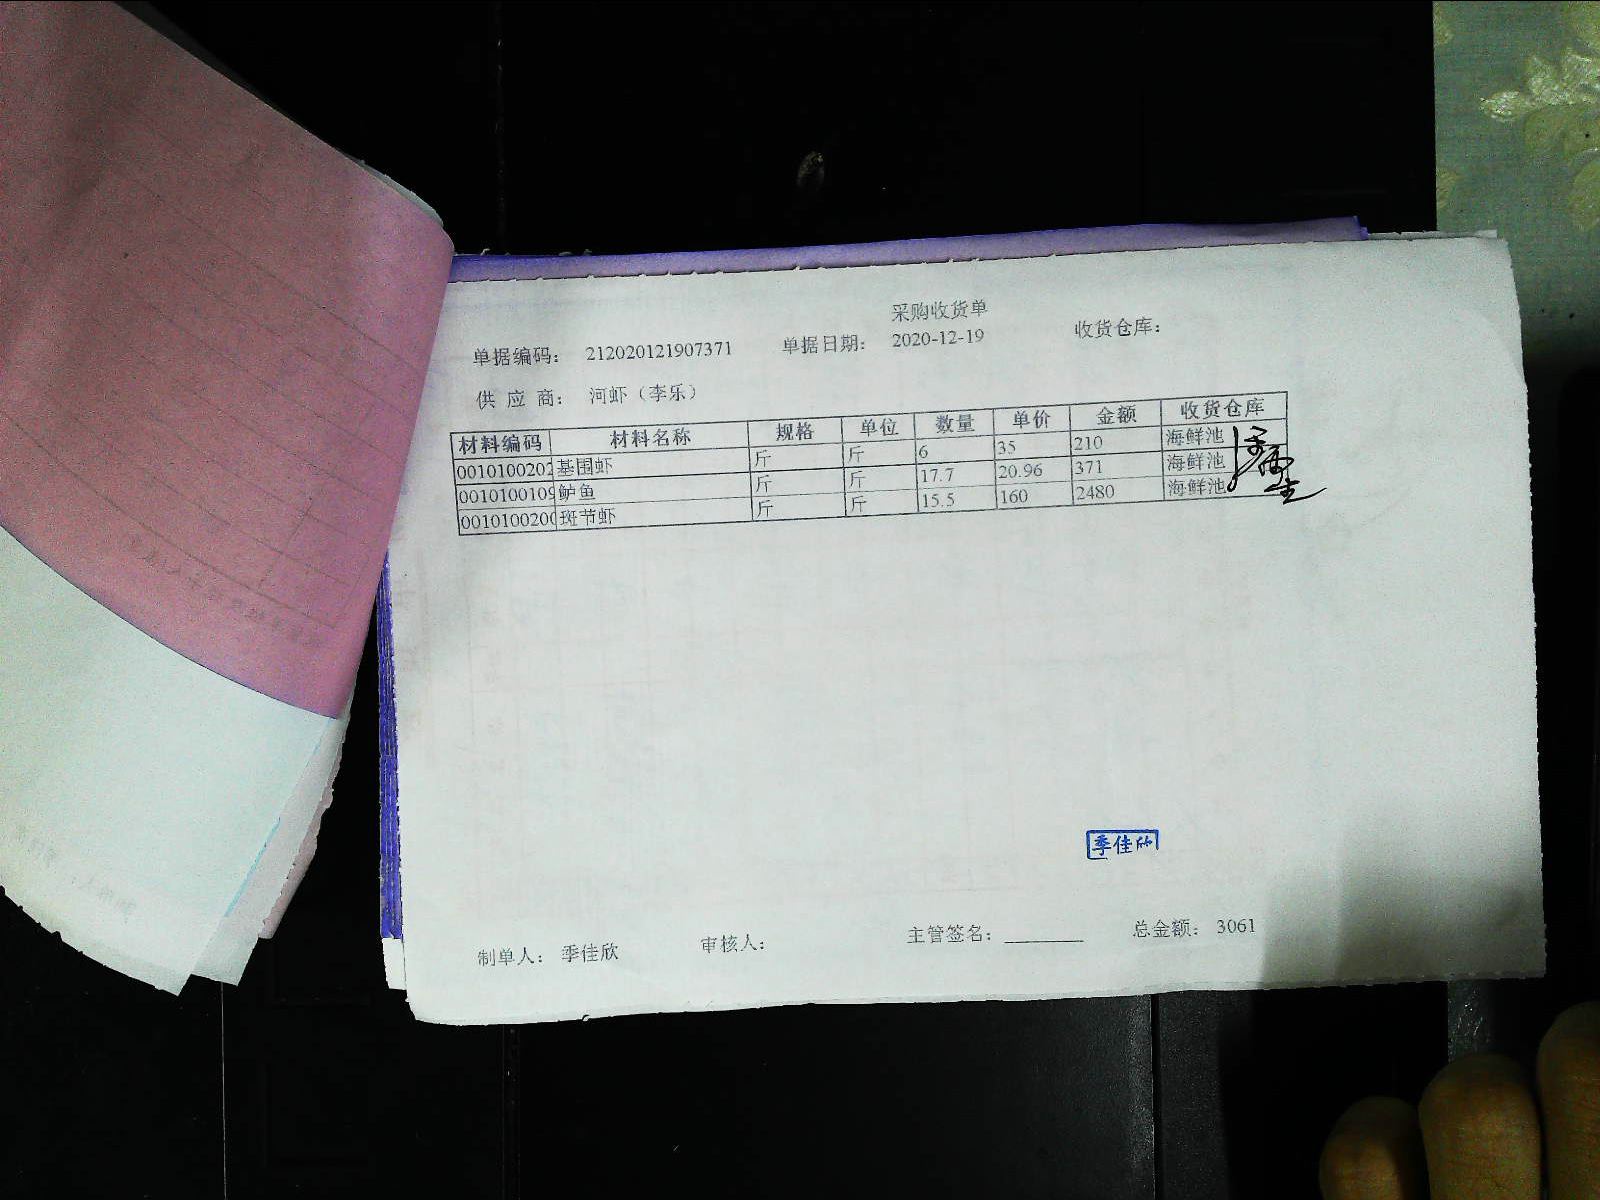 采购收货单
单据编码： 212020121907371 单据日期： 2020-12-19 收货仓库：
供 应 商： 河虾（李乐）
材料编码 材料名称 规格 单位 数量 单价 金额 收货仓库
0010100202 基围虾 斤 斤 6 35 210 海鲜池
0010100109 鲈鱼 斤 斤 17.7 20.96 371 海鲜池
0010100200 斑节虾 斤 斤 15.5 160 2480 海鲜池
季佳欣
制单人： 季佳欣 审核人： 主管签名：________ 总金额： 3061